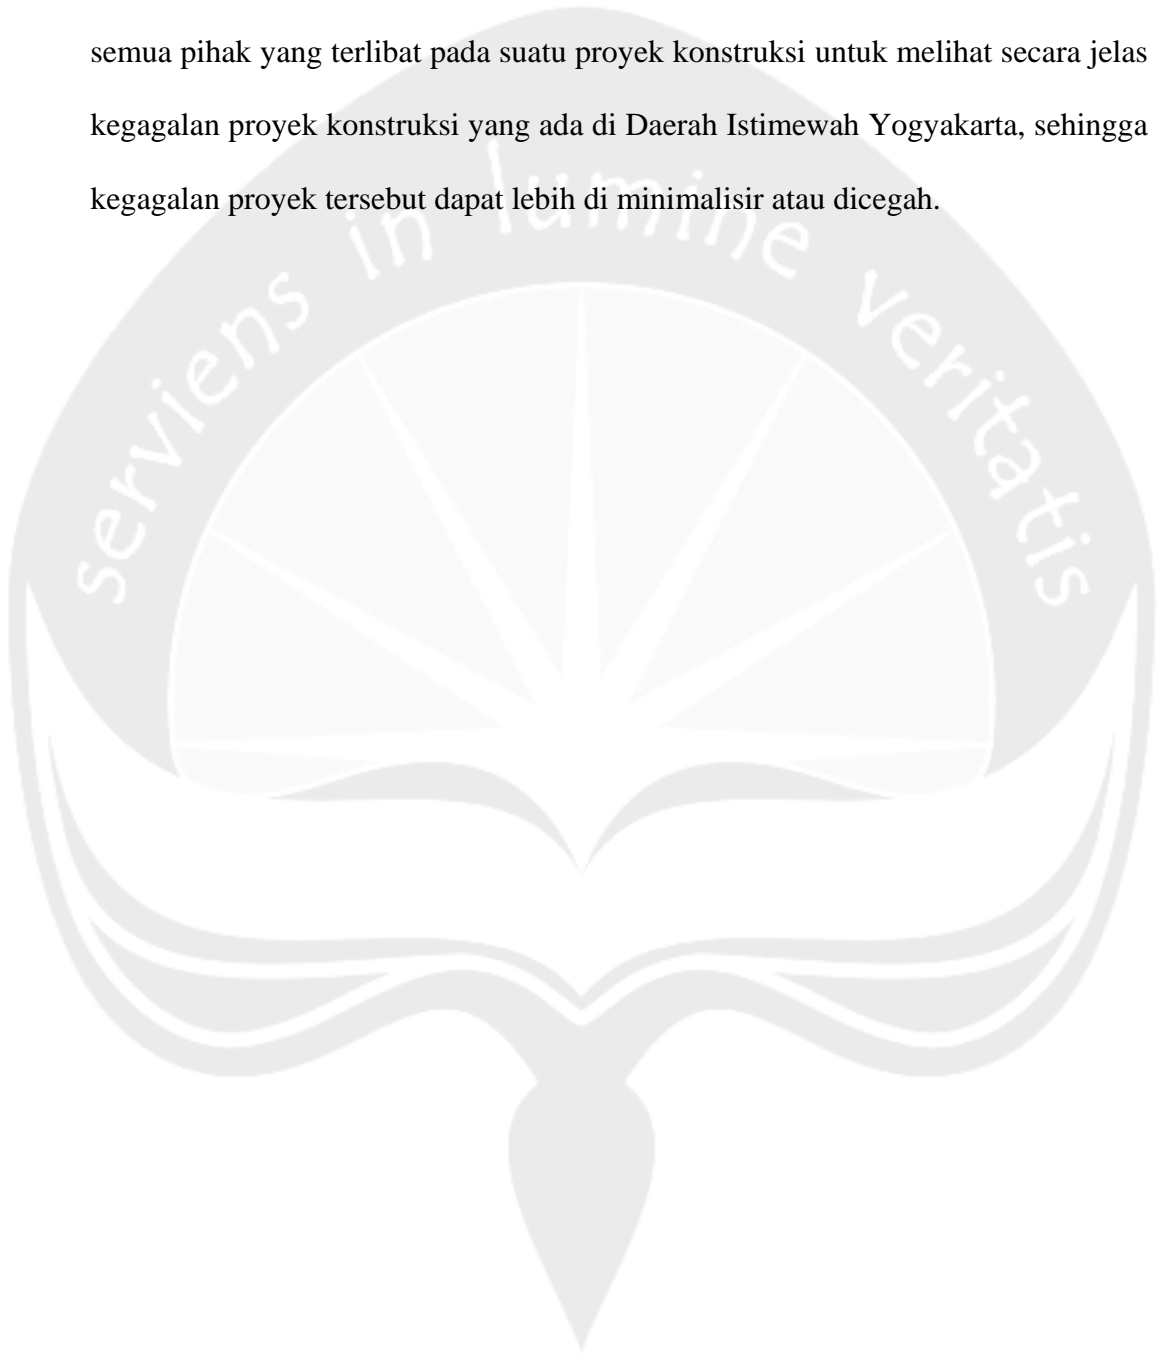 semua pihak yang terlibat pada suatu proyek konstruksi untuk melihat secara jelas
kegagalan proyek konstruksi yang ada di Daerah Istimewah Yogyakarta, sehingga
kegagalan proyek tersebut dapat lebih di minimalisir atau dicegah.
serviens in lumine veritatis